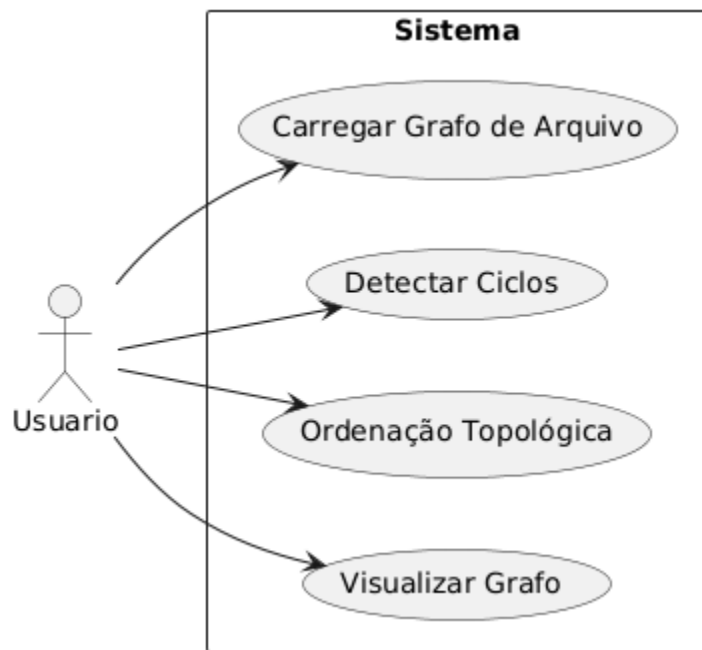 Sistema
Carregar Grafo de Arquivo
Detectar Ciclos
Usuario
Ordenação Topológica
Visualizar Grafo